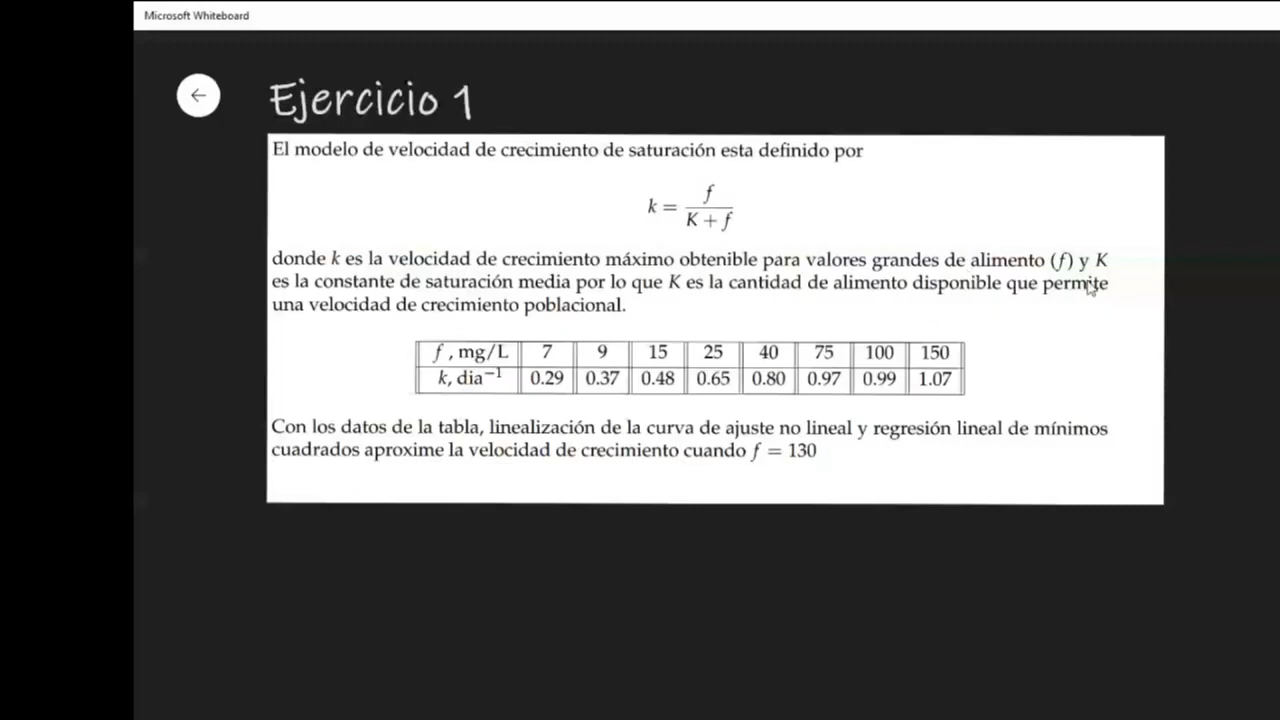 Microsoft Whiteboard
Ejercicio 1
El modelo de velocidad de crecimiento de saturación esta definido por
k = f / (K + f)
donde k es la velocidad de crecimiento máximo obtenible para valores grandes de alimento (f) y K
es la constante de saturación media por lo que K es la cantidad de alimento disponible que permite
una velocidad de crecimiento poblacional.
f , mg/L 7 9 15 25 40 75 100 150
k, dia⁻¹ 0.29 0.37 0.48 0.65 0.80 0.97 0.99 1.07
Con los datos de la tabla, linealización de la curva de ajuste no lineal y regresión lineal de mínimos
cuadrados aproxime la velocidad de crecimiento cuando f = 130